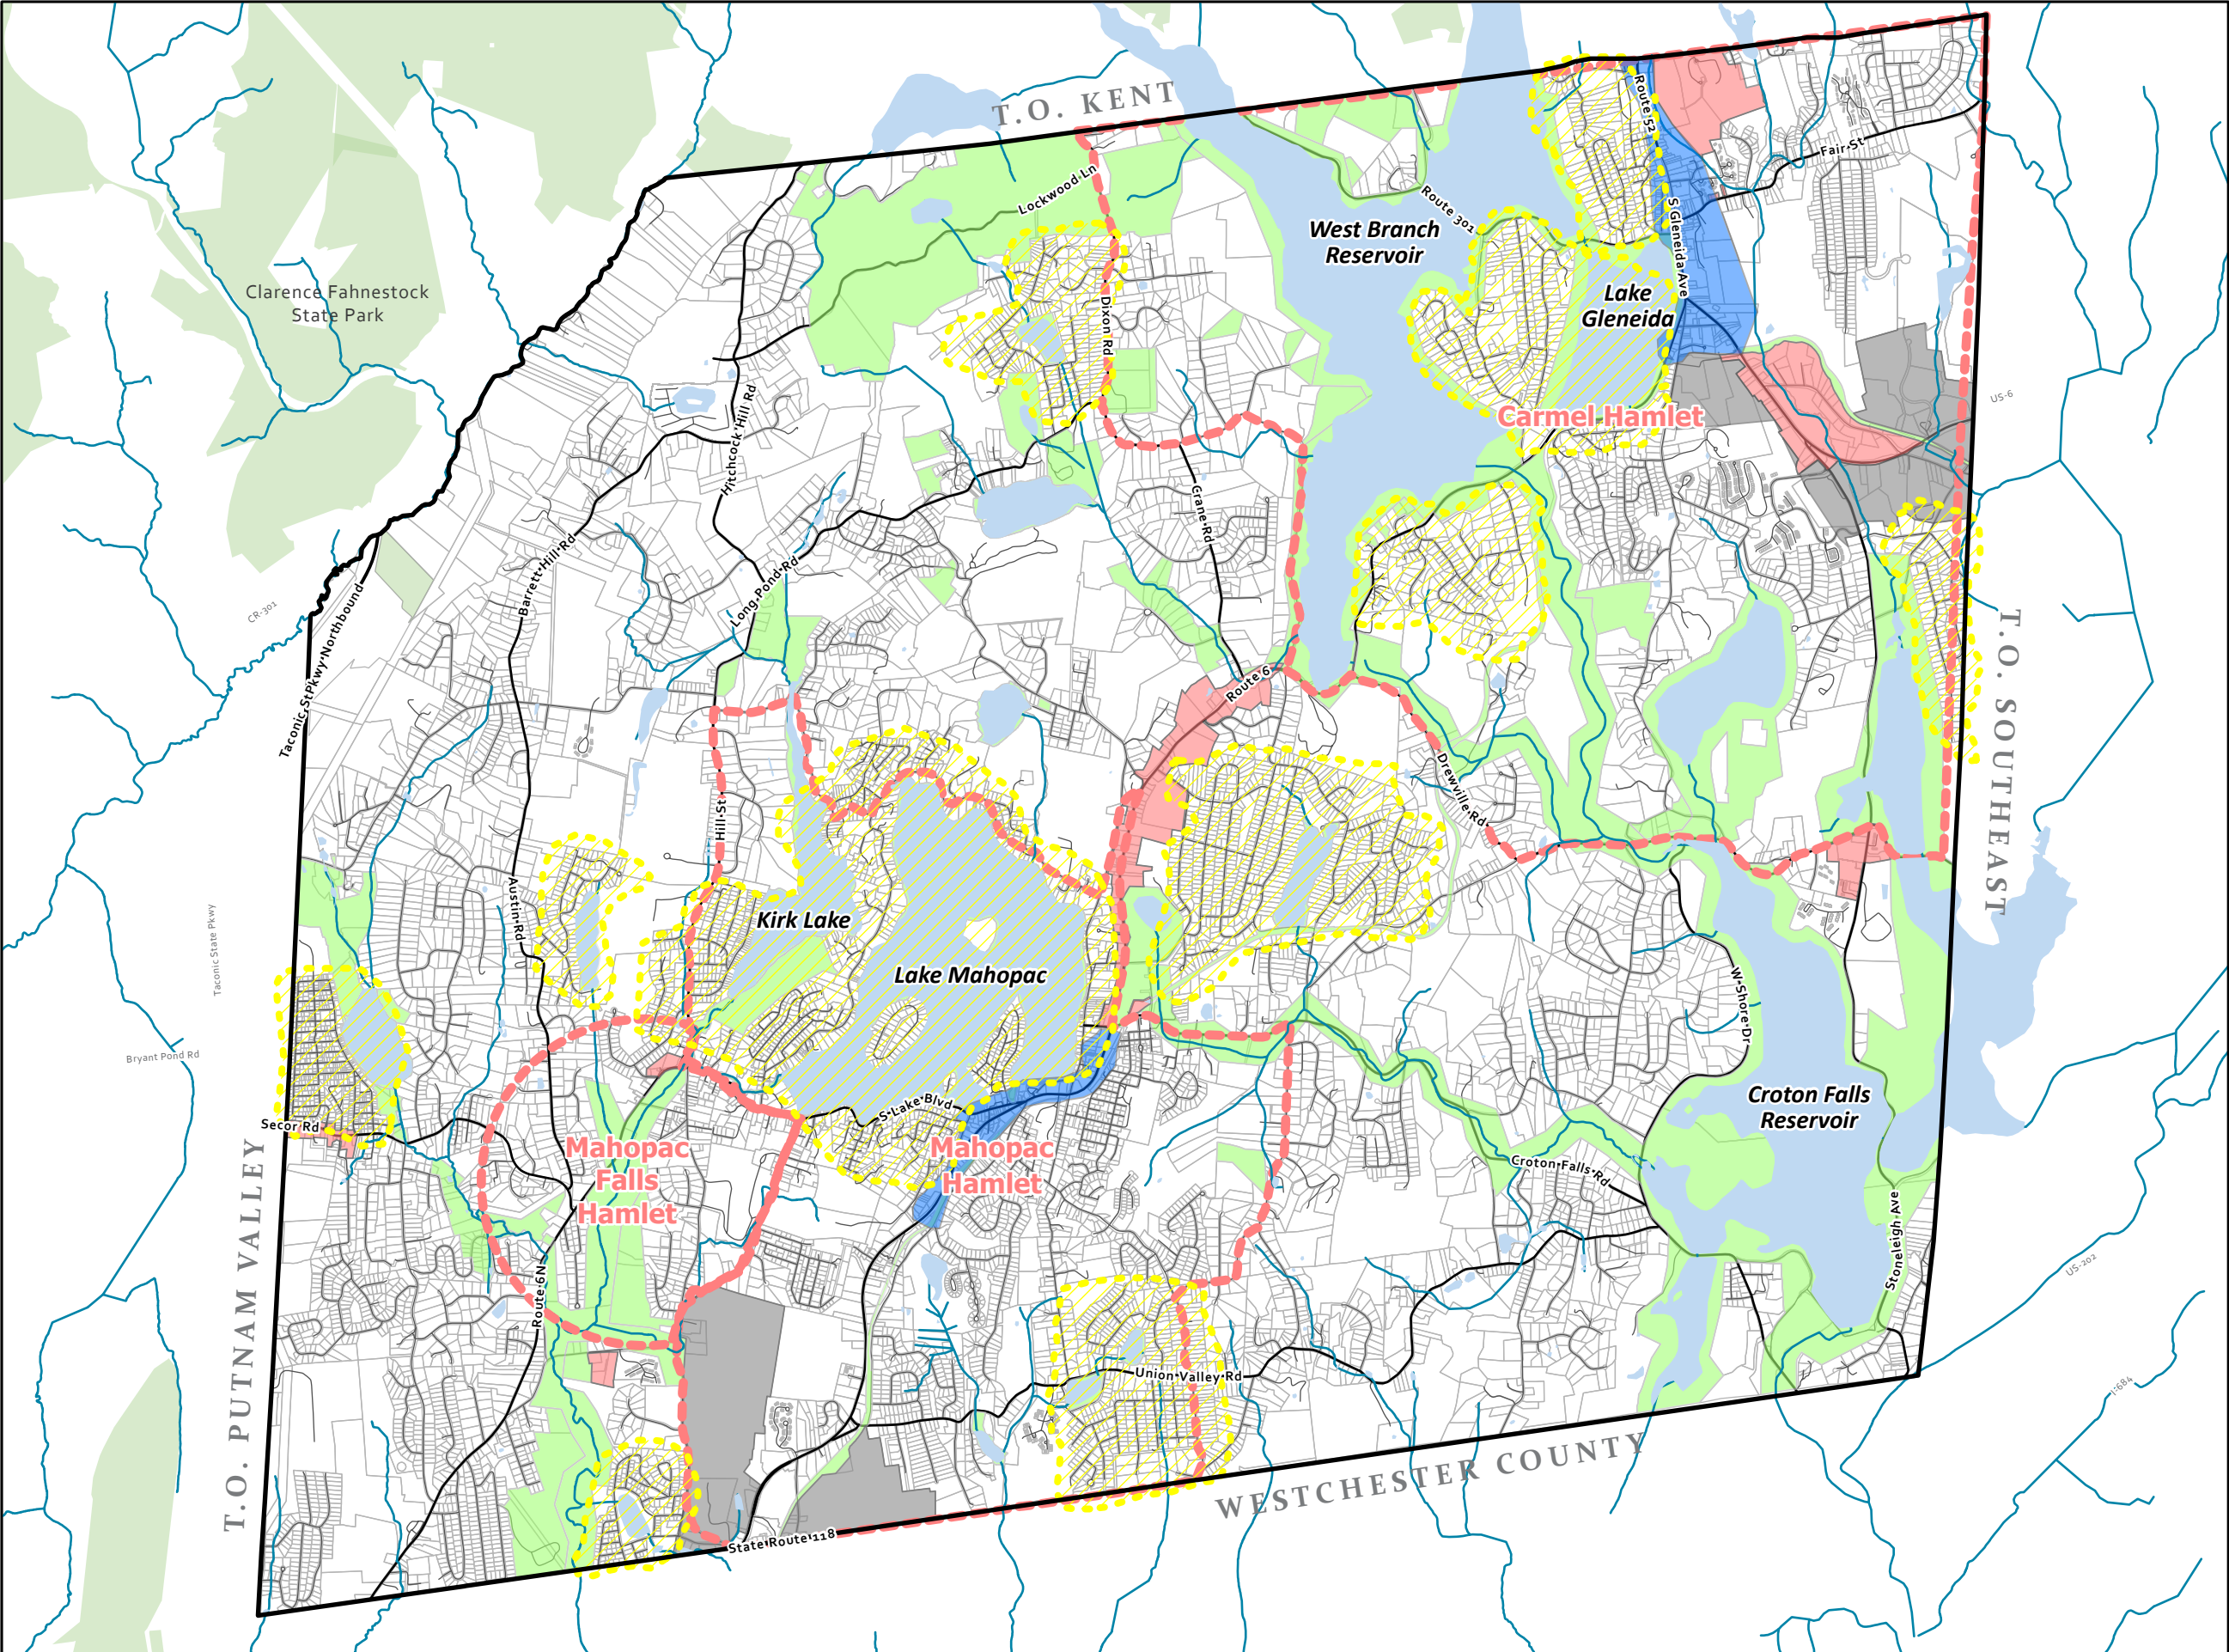 T.O. KENT
Route 52
Fair St
Lockwood Ln
Route 301
West Branch
Reservoir
S Gleneida Ave
Clarence Fahnestock
State Park
Lake
Gleneida
Dixon Rd
US-6
Carmel Hamlet
Hitchcock Hill Rd
Crane Rd
Barrett Hill Rd
Long Pond Rd
CR-301
Taconic St Pkwy Northbound
T.O. SOUTHEAST
Route 6
Drewville Rd
Hill St
Austin Rd
Kirk Lake
Taconic State Pkwy
Lake Mahopac
W Shore Dr
Bryant Pond Rd
Croton Falls
Reservoir
S Lake Blvd
Secor Rd
Mahopac
Falls
Hamlet
Mahopac
Hamlet
Croton Falls Rd
T.O. PUTNAM VALLEY
Stoneleigh Ave
US-202
Route 6N
Union Valley Rd
I-684
WESTCHESTER COUNTY
State Route 118